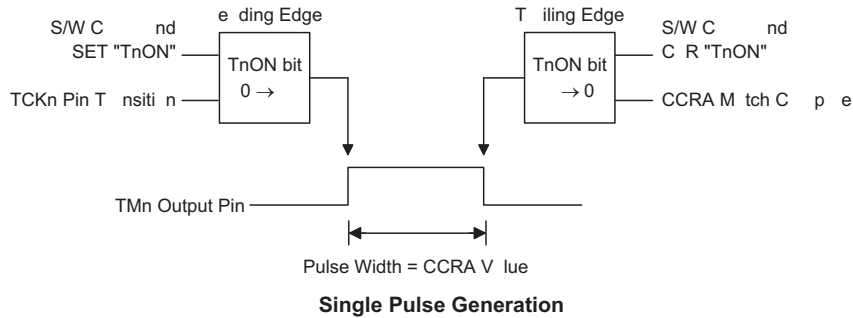 e ding Edge
T iling Edge
S/W C nd
SET "TnON"
TCKn Pin T nsiti n
TnON bit
0 →
TnON bit
→ 0
S/W C nd
C R "TnON"
CCRA M tch C p e
TMn Output Pin
Pulse Width = CCRA V lue
Single Pulse Generation